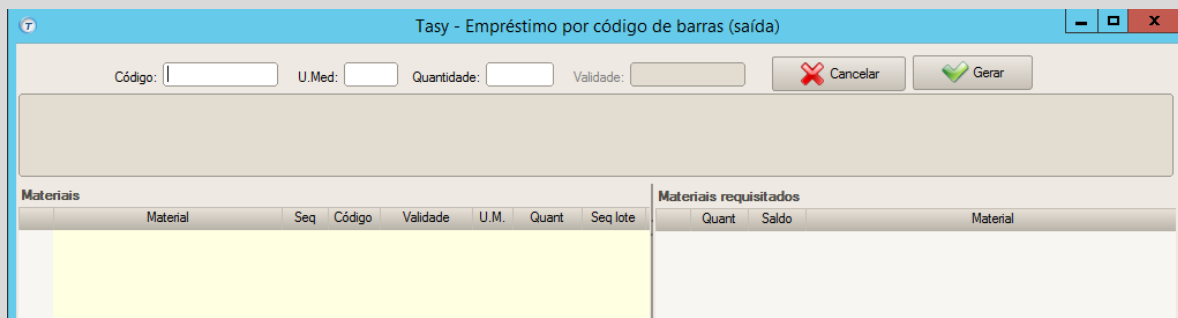 Tasy - Empréstimo por código de barras (saída)
Código: U.Med: Quantidade: Validade: Cancelar Gerar
Materiais
Material Seq Código Validade U.M. Quant Seq lote
Materiais requisitados
Quant Saldo Material